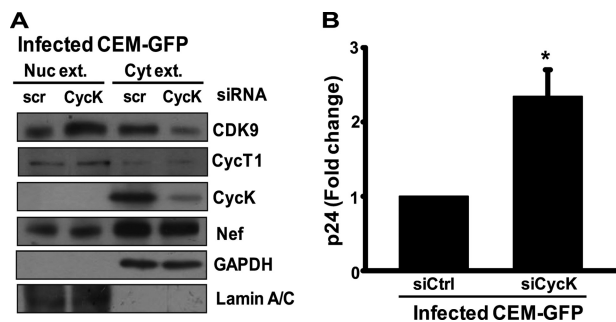 A
Infected CEM-GFP
Nuc ext. Cyt ext.
scr CycK scr CycK siRNA
CDK9
CycT1
CycK
Nef
GAPDH
Lamin A/C
B
p24 (Fold change)
3
2
1
0
*
siCtrl siCycK
Infected CEM-GFP